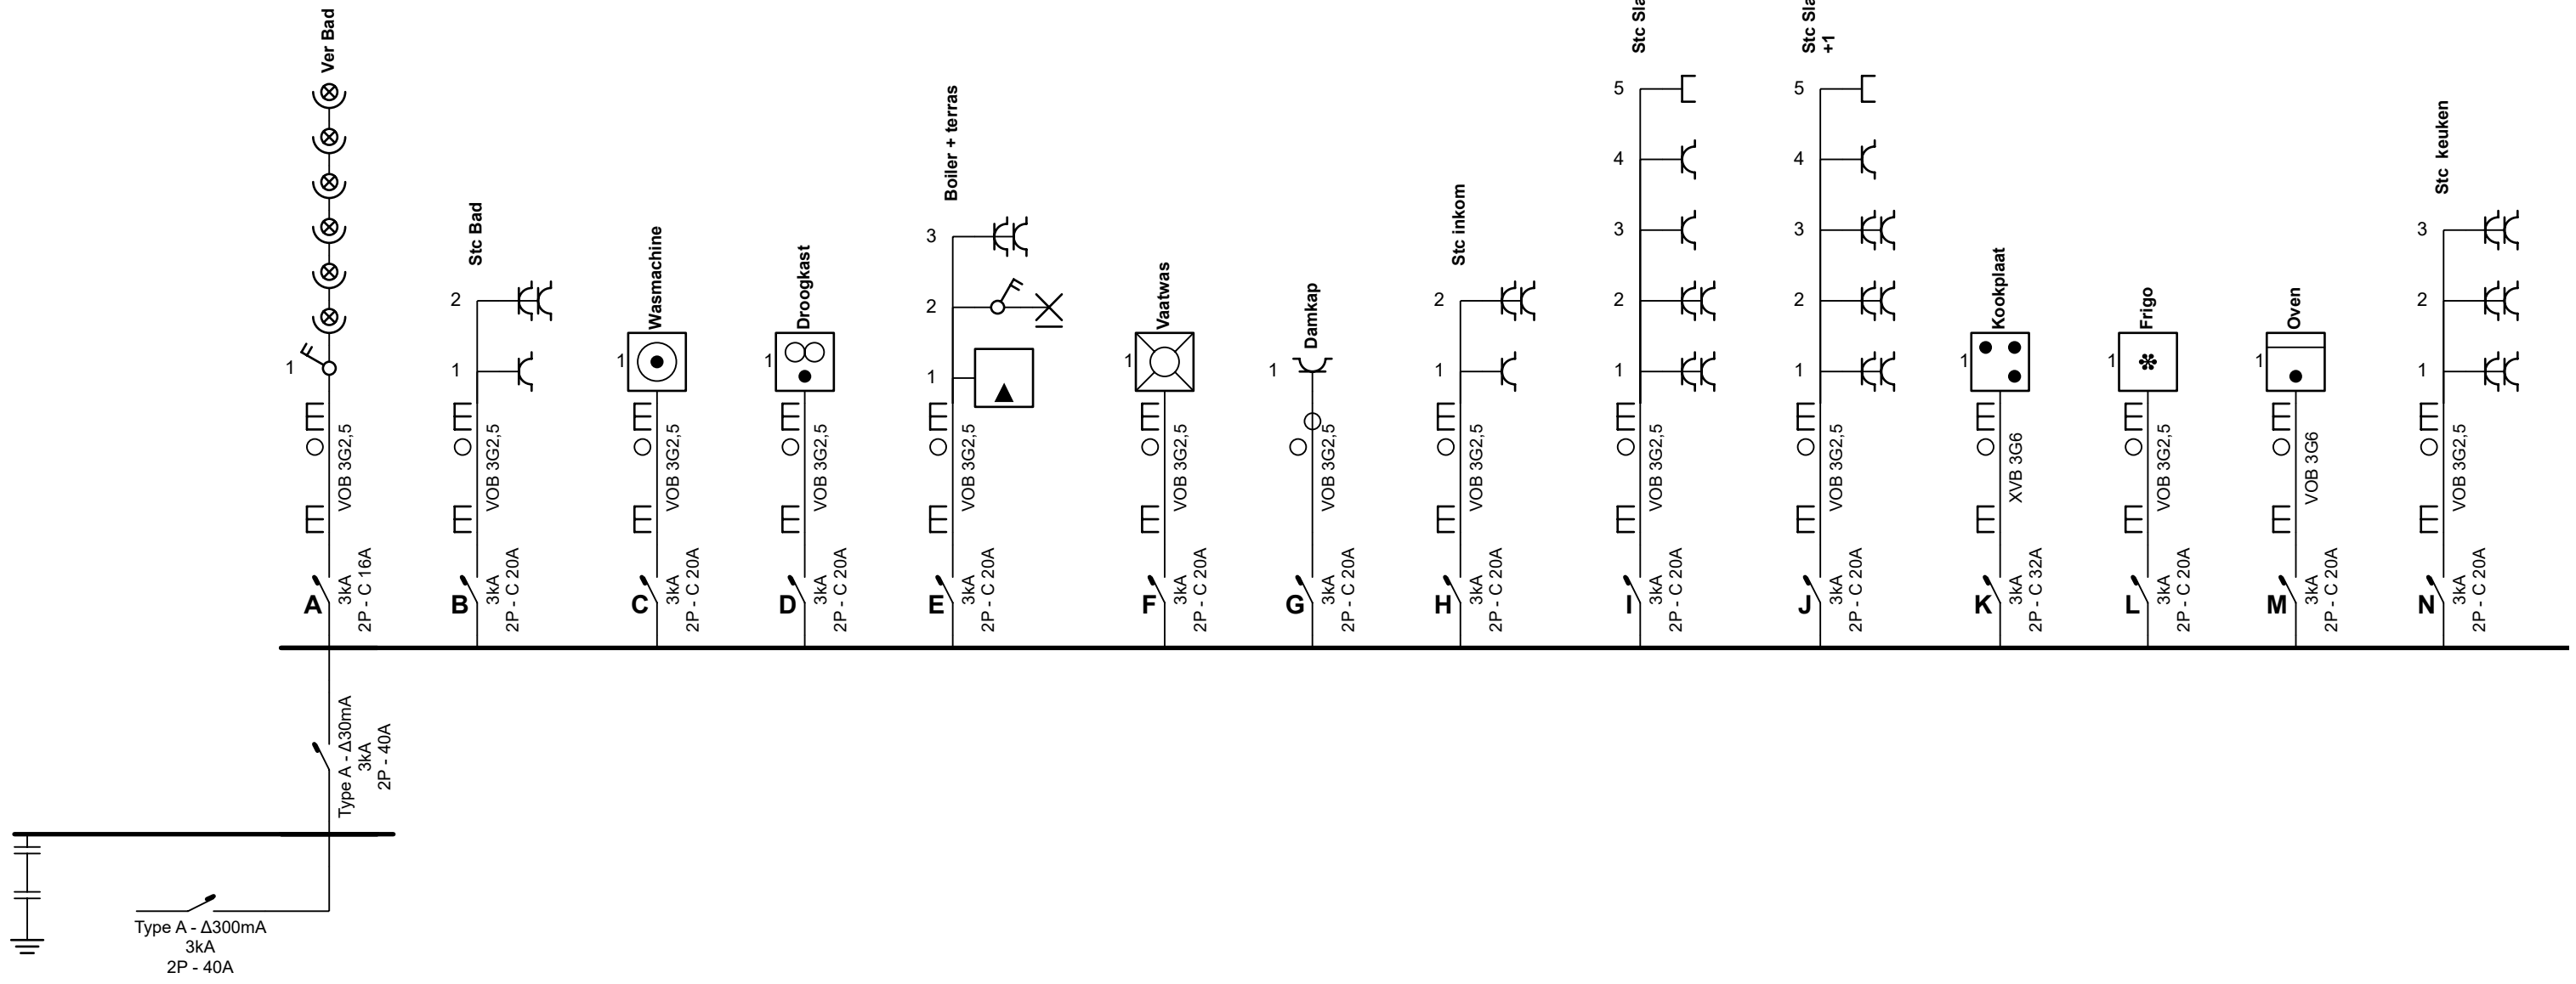 Ver Bad
1
VOB 3G2,5
A
3kA
2P - C 16A
Stc Bad
2
1
VOB 3G2,5
B
3kA
2P - C 20A
Wasmachine
1
VOB 3G2,5
C
3kA
2P - C 20A
Droogkast
1
VOB 3G2,5
D
3kA
2P - C 20A
Boiler + terras
3
2
1
VOB 3G2,5
E
3kA
2P - C 20A
Vaatwas
1
VOB 3G2,5
F
3kA
2P - C 20A
Damkap
1
VOB 3G2,5
G
3kA
2P - C 20A
Stc inkom
2
1
VOB 3G2,5
H
3kA
2P - C 20A
Stc
5
4
3
2
1
VOB 3G2,5
I
3kA
2P - C 20A
Stc
+1
5
4
3
2
1
VOB 3G2,5
J
3kA
2P - C 20A
Kookplaat
1
XVB 3G6
K
3kA
2P - C 32A
Frigo
1
VOB 3G2,5
L
3kA
2P - C 20A
Oven
1
VOB 3G6
M
3kA
2P - C 20A
Stc keuken
3
2
1
VOB 3G2,5
N
3kA
2P - C 20A
Type A - Δ30mA
3kA
2P - 40A
Type A - Δ300mA
3kA
2P - 40A